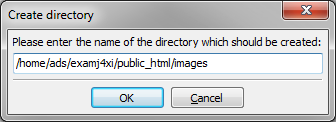 Create directory
Please enter the name of the directory which should be created:
/home/ads/examj4xi/public_html/images
OK
Cancel